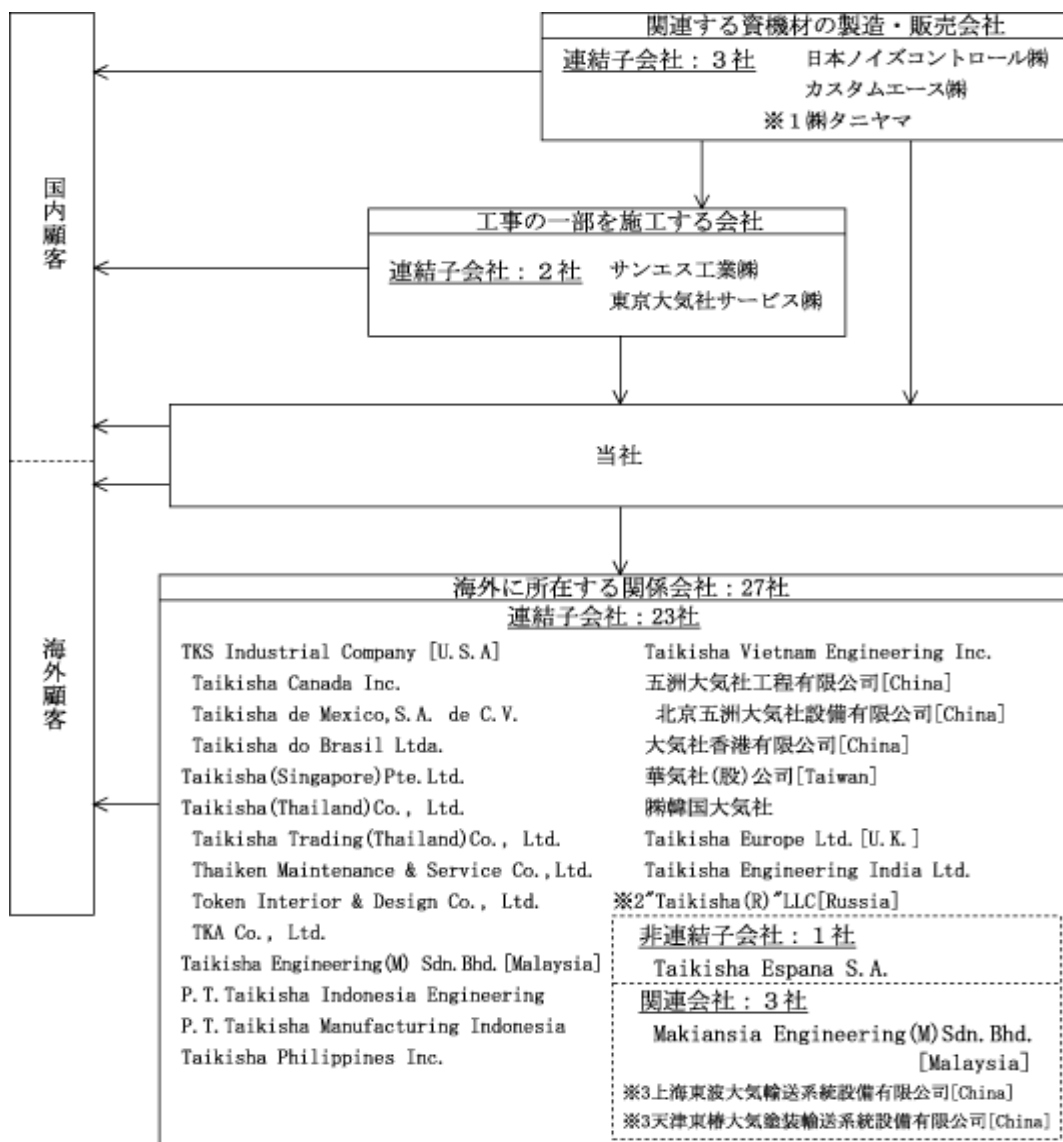 関連する資機材の製造・販売会社
連結子会社：３社 日本ノイズコントロール㈱
カスタムエース㈱
※１㈱タニヤマ
国内顧客
工事の一部を施工する会社
連結子会社：２社 サンエス工業㈱
東京大気社サービス㈱
当社
海外顧客
海外に所在する関係会社：27社
連結子会社：23社
TKS Industrial Company [U.S.A]
Taikisha Canada Inc.
Taikisha de Mexico,S.A. de C.V.
Taikisha do Brasil Ltda.
Taikisha(Singapore)Pte.Ltd.
Taikisha(Thailand)Co., Ltd.
Taikisha Trading(Thailand)Co., Ltd.
Thaiken Maintenance & Service Co.,Ltd.
Token Interior & Design Co., Ltd.
TKA Co., Ltd.
Taikisha Engineering(M) Sdn.Bhd.[Malaysia]
P.T.Taikisha Indonesia Engineering
P.T.Taikisha Manufacturing Indonesia
Taikisha Philippines Inc.
Taikisha Vietnam Engineering Inc.
五洲大気社工程有限公司[China]
北京五洲大気社設備有限公司[China]
大気社香港有限公司[China]
華気社(股)公司[Taiwan]
㈱韓国大気社
Taikisha Europe Ltd.[U.K.]
Taikisha Engineering India Ltd.
※2"Taikisha(R)"LLC[Russia]
非連結子会社：１社
Taikisha Espana S.A.
関連会社：３社
Makiansia Engineering(M)Sdn.Bhd.
[Malaysia]
※3上海東波大気輸送系統設備有限公司[China]
※3天津東椿大気塗装輸送系統設備有限公司[China]